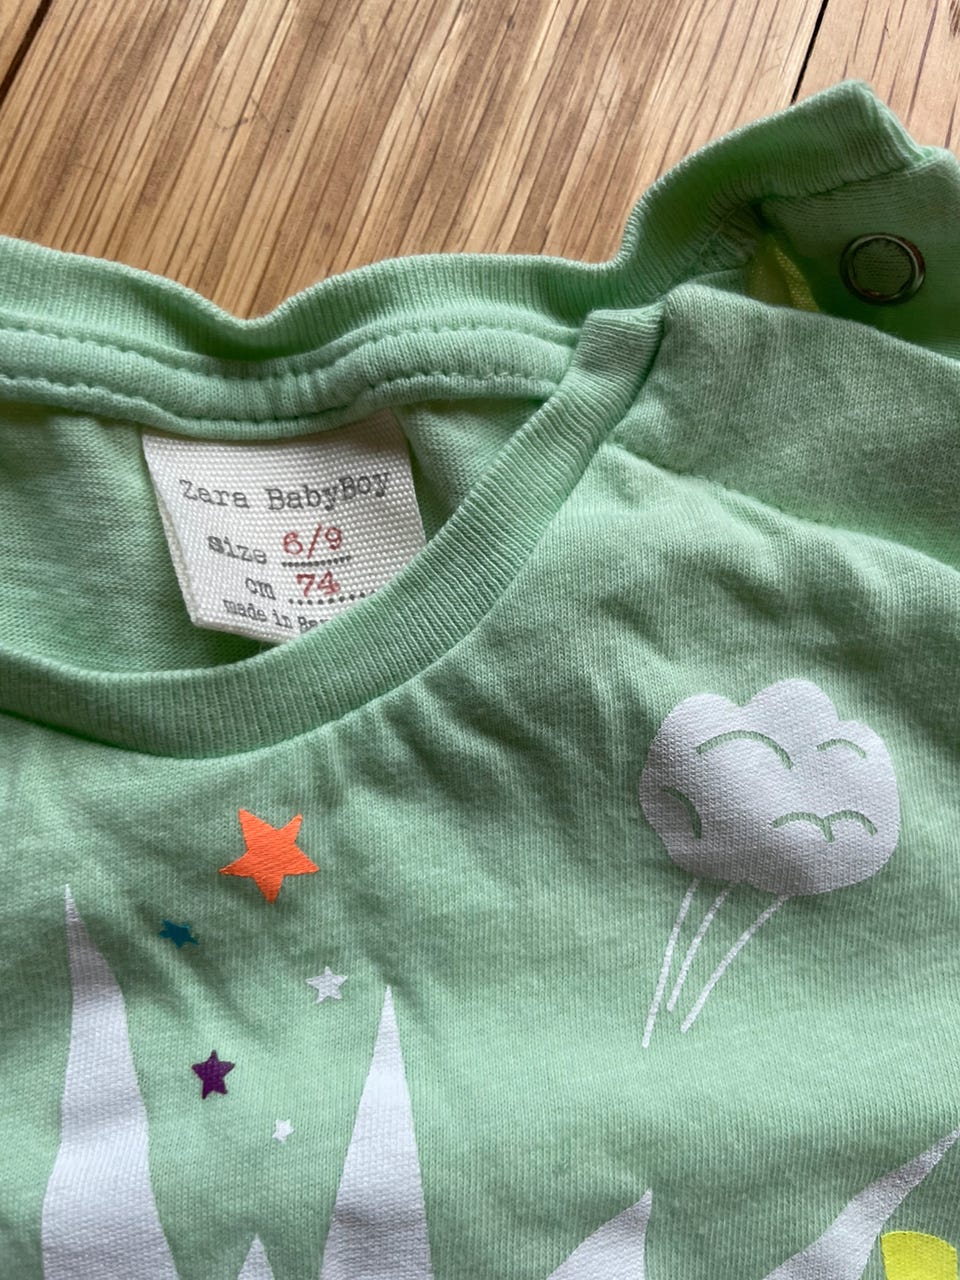 Zara BabyBoy
size 6/9
cm 74
made in